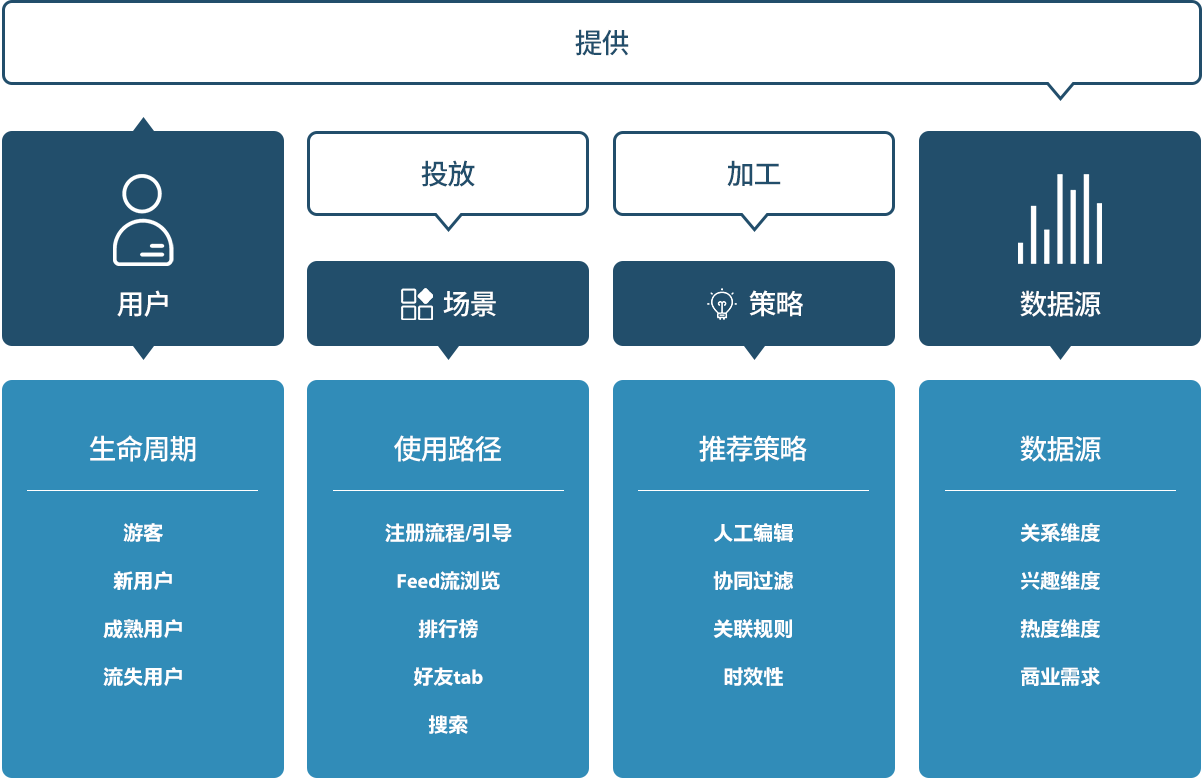 提供
用户
投放
场景
加工
策略
数据源
生命周期
游客
新用户
成熟用户
流失用户
使用路径
注册流程/引导
Feed流浏览
排行榜
好友tab
搜索
推荐策略
人工编辑
协同过滤
关联规则
时效性
数据源
关系维度
兴趣维度
热度维度
商业需求